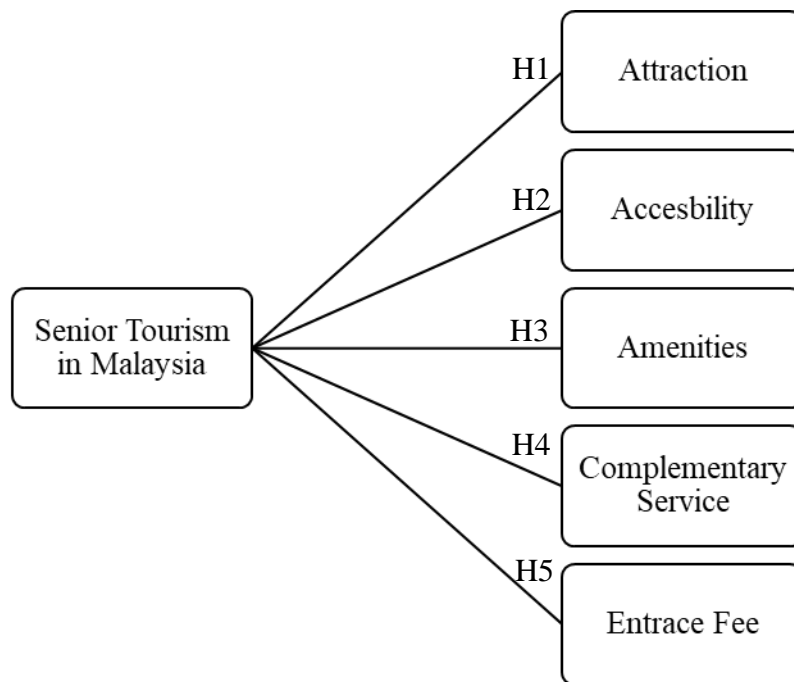 H1
Attraction
H2
Accesbility
Senior Tourism
in Malaysia
H3
Amenities
H4
Complementary
Service
H5
Entrace Fee